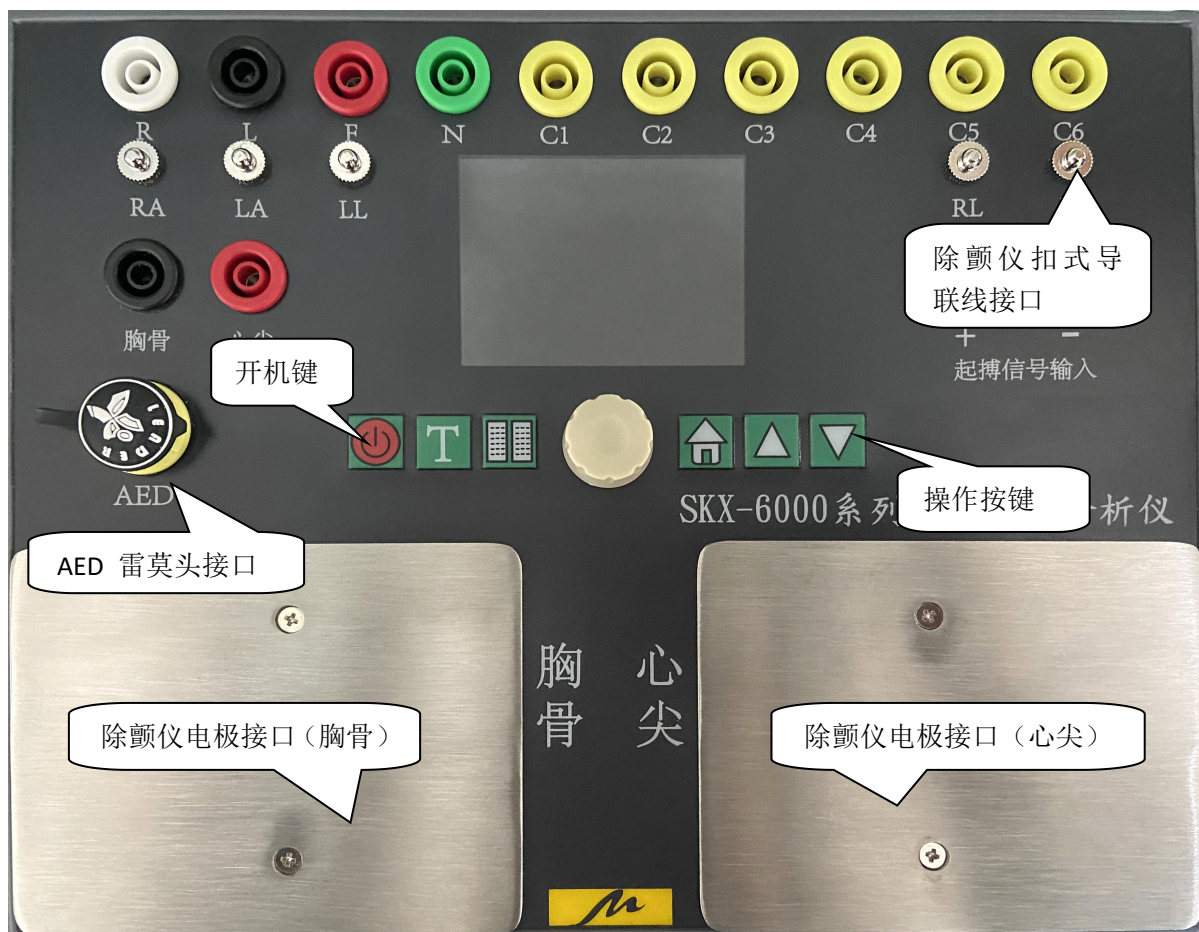 R L F N C1 C2 C3 C4 C5 C6
RA LA LL RL
除颤仪扣式导
联线接口
胸骨
+ −
起搏信号输入
开机键
LEADER
T
AED
SKX-6000系列
析仪
操作按键
AED 雷莫头接口
胸骨
心尖
除颤仪电极接口（胸骨）
除颤仪电极接口（心尖）